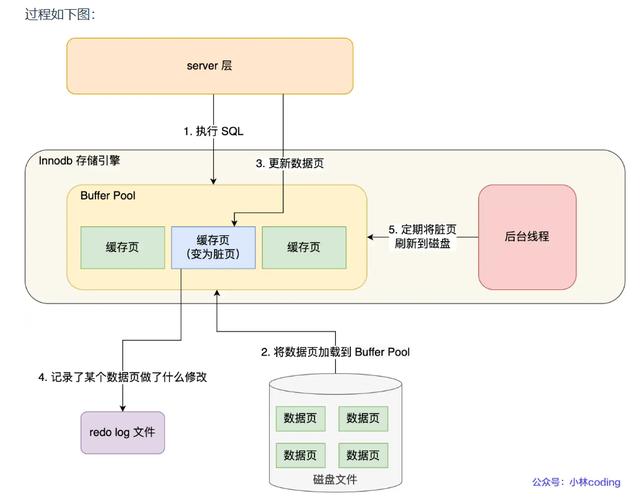 过程如下图：
server 层
1. 执行 SQL
3. 更新数据页
Innodb 存储引擎
Buffer Pool
缓存页
缓存页
（变为脏页）
缓存页
5. 定期将脏页
刷新到磁盘
后台线程
2. 将数据页加载到 Buffer Pool
4. 记录了某个数据页做了什么修改
redo log 文件
数据页
数据页
数据页
数据页
磁盘文件
公众号：小林coding